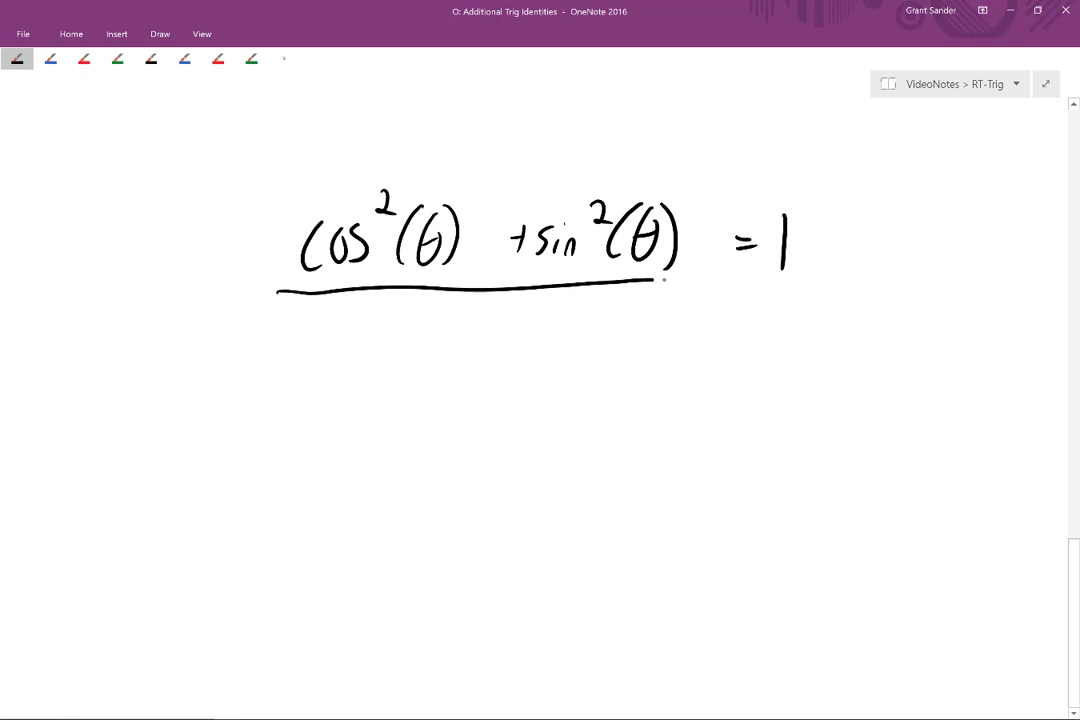 O: Additional Trig Identities - OneNote 2016
Grant Sander
File Home Insert Draw View
VideoNotes > RT-Trig
cos²(θ) + sin²(θ) = 1